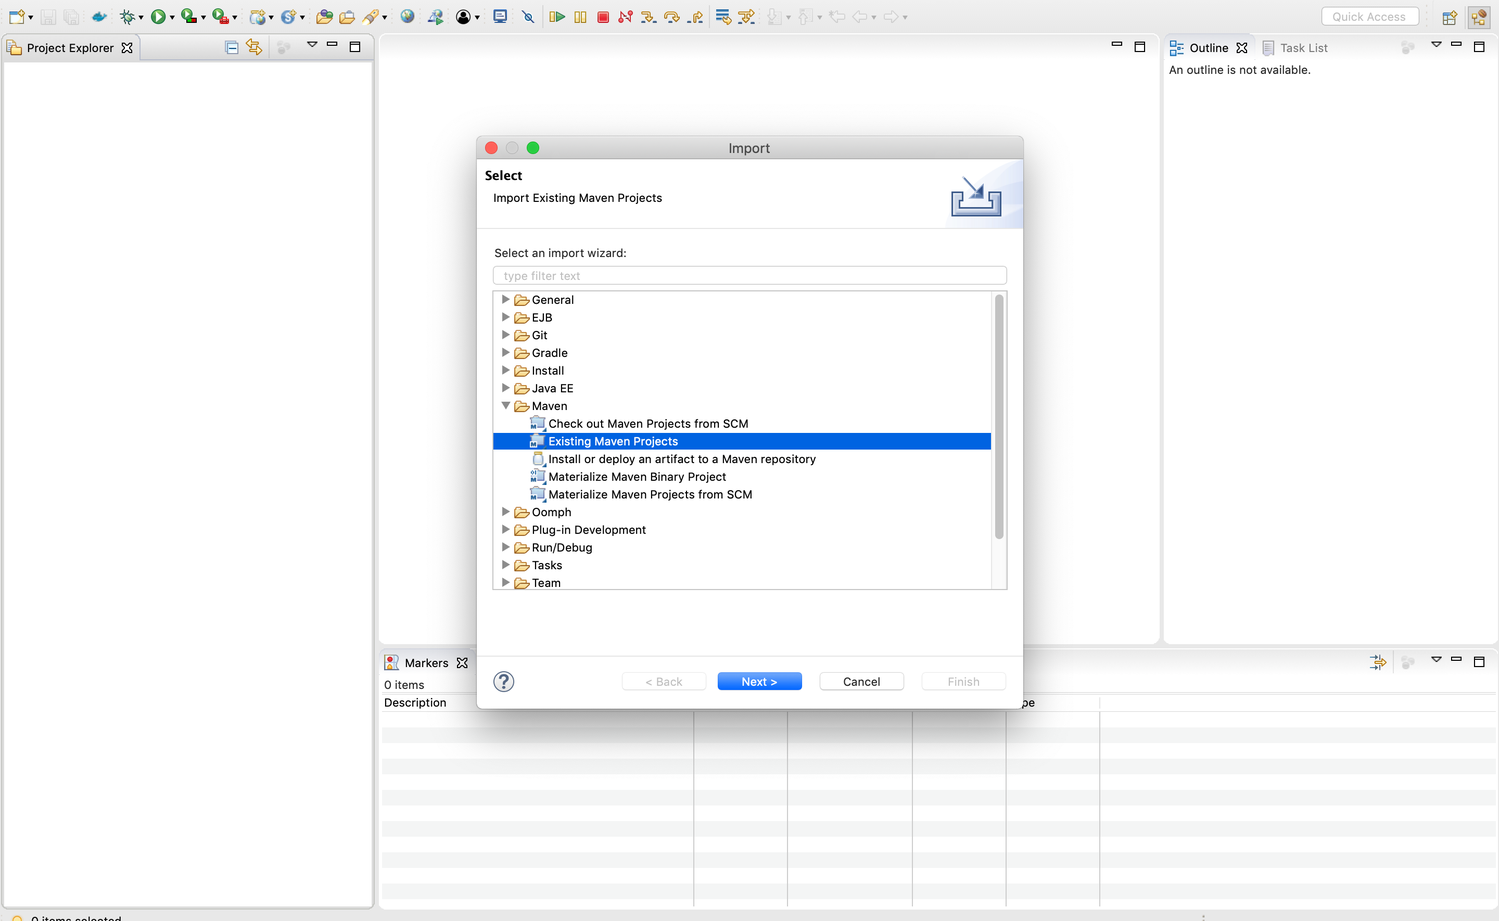 Quick Access
Project Explorer
Outline
Task List
An outline is not available.
Import
Select
Import Existing Maven Projects
Select an import wizard:
type filter text
General
EJB
Git
Gradle
Install
Java EE
Maven
Check out Maven Projects from SCM
Existing Maven Projects
Install or deploy an artifact to a Maven repository
Materialize Maven Binary Project
Materialize Maven Projects from SCM
Oomph
Plug-in Development
Run/Debug
Tasks
Team
< Back
Next >
Cancel
Finish
Markers
0 items
Description
pe
0 items selected